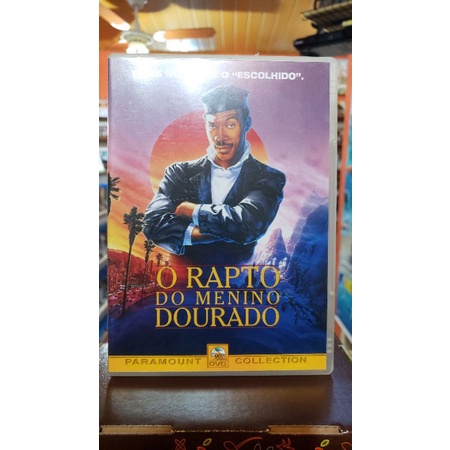 O "ESCOLHIDO".
O RAPTO
DO MENINO
DOURADO
PARAMOUNT DVD COLLECTION